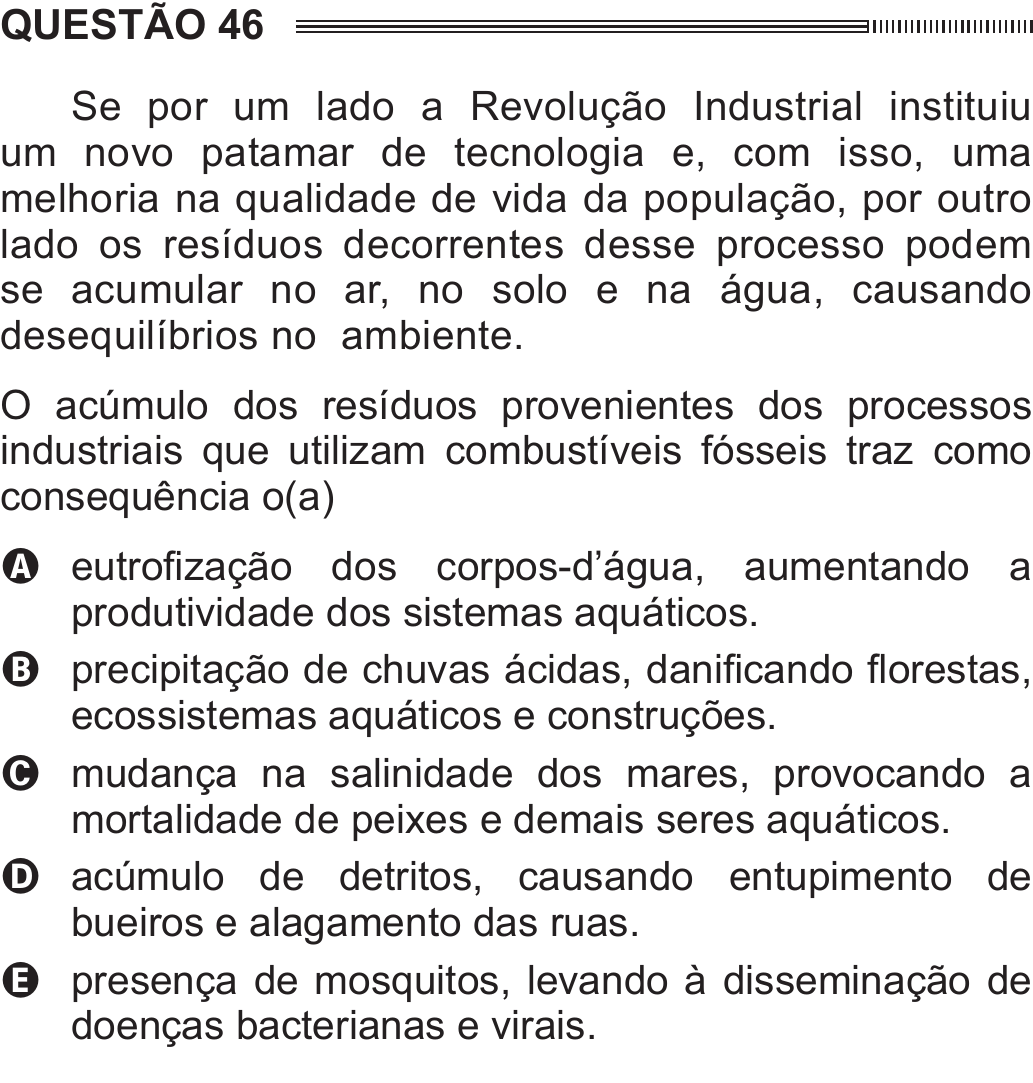 QUESTÃO 46
Se por um lado a Revolução Industrial instituiu
um novo patamar de tecnologia e, com isso, uma
melhoria na qualidade de vida da população, por outro
lado os resíduos decorrentes desse processo podem
se acumular no ar, no solo e na água, causando
desequilíbrios no ambiente.
O acúmulo dos resíduos provenientes dos processos
industriais que utilizam combustíveis fósseis traz como
consequência o(a)
A eutrofização dos corpos-d’água, aumentando a
produtividade dos sistemas aquáticos.
B precipitação de chuvas ácidas, danificando florestas,
ecossistemas aquáticos e construções.
C mudança na salinidade dos mares, provocando a
mortalidade de peixes e demais seres aquáticos.
D acúmulo de detritos, causando entupimento de
bueiros e alagamento das ruas.
E presença de mosquitos, levando à disseminação de
doenças bacterianas e virais.